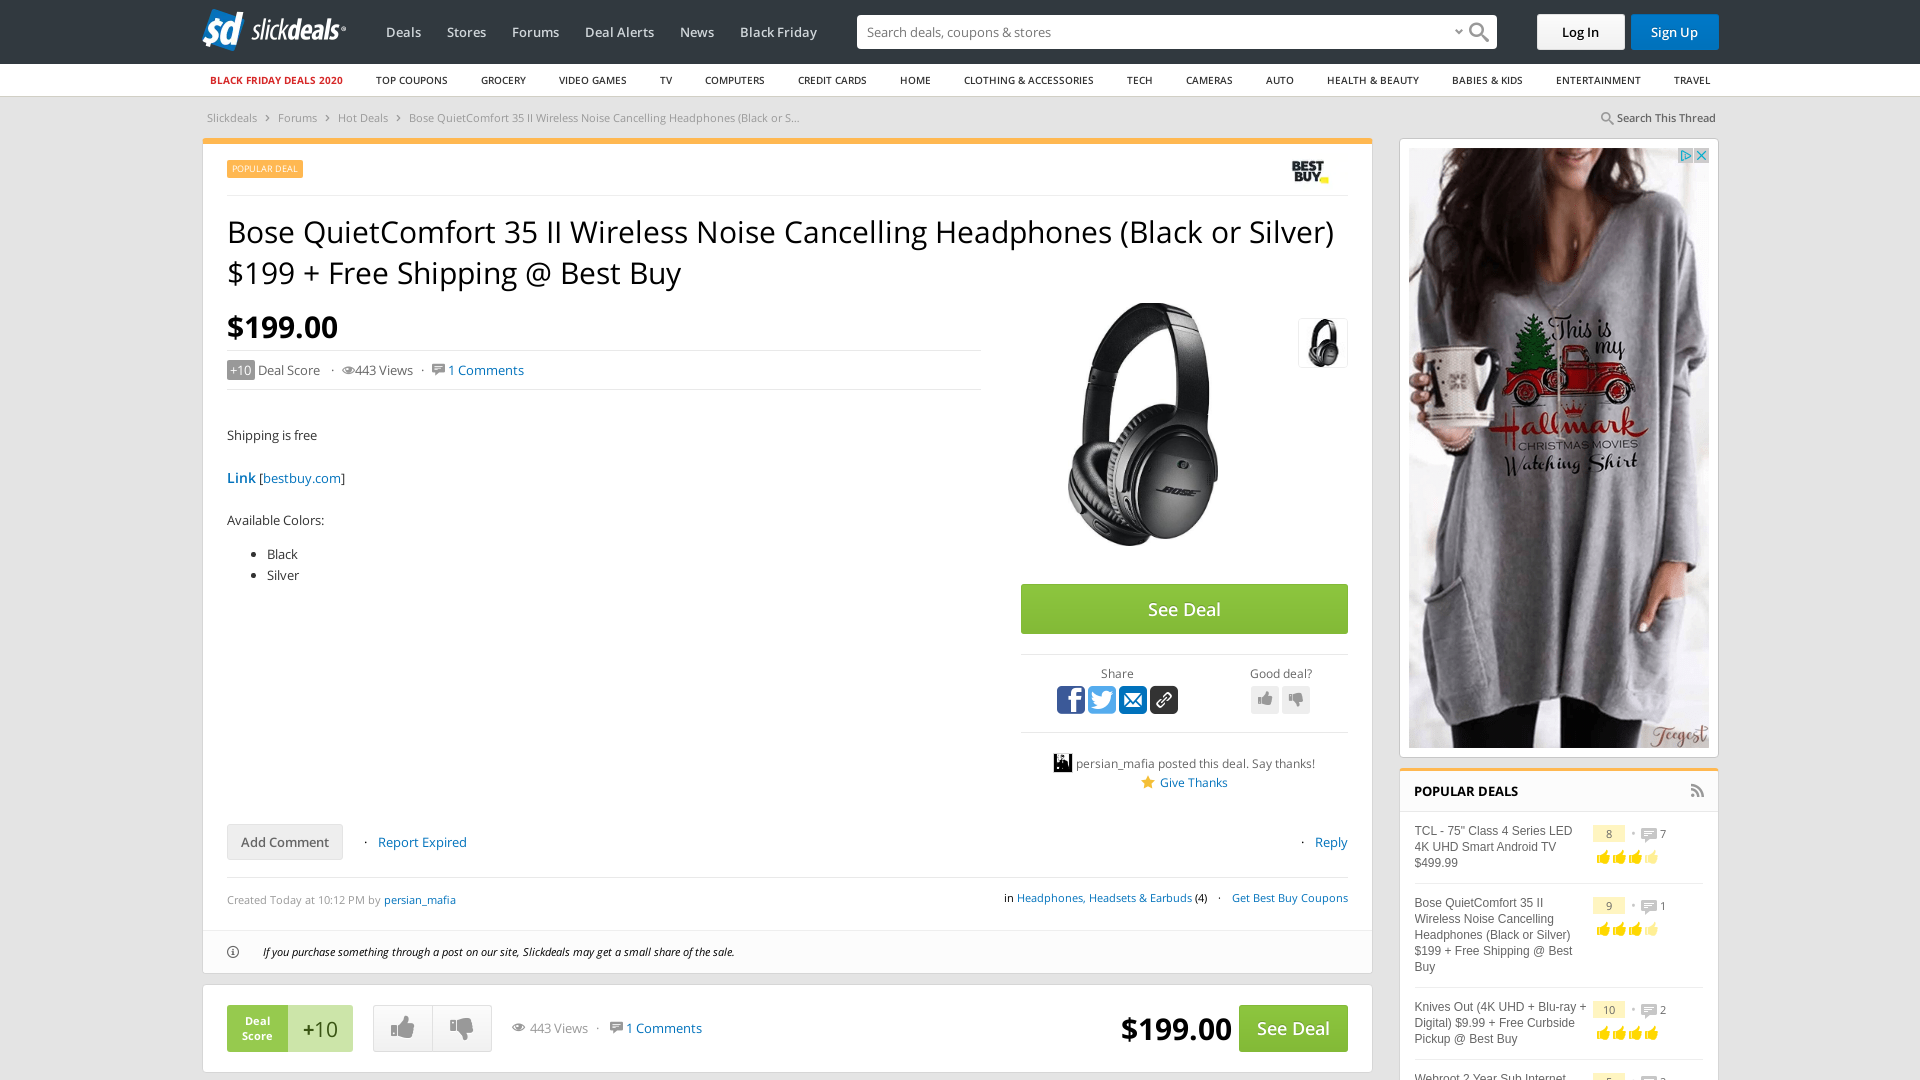 sd slickdeals
Deals Stores Forums Deal Alerts News Black Friday
Search deals, coupons & stores
Log In
Sign Up
BLACK FRIDAY DEALS 2020 TOP COUPONS GROCERY VIDEO GAMES TV COMPUTERS CREDIT CARDS HOME CLOTHING & ACCESSORIES TECH CAMERAS AUTO HEALTH & BEAUTY BABIES & KIDS ENTERTAINMENT TRAVEL
Slickdeals › Forums › Hot Deals › Bose QuietComfort 35 II Wireless Noise Cancelling Headphones (Black or S...
Search This Thread
POPULAR DEAL
BEST
BUY
Bose QuietComfort 35 II Wireless Noise Cancelling Headphones (Black or Silver)
$199 + Free Shipping @ Best Buy
$199.00
+10 Deal Score · 443 Views · 1 Comments
Shipping is free
Link [bestbuy.com]
Available Colors:
• Black
• Silver
BOSE
See Deal
Share
Good deal?
persian_mafia posted this deal. Say thanks!
Give Thanks
Add Comment · Report Expired
· Reply
Created Today at 10:12 PM by persian_mafia
in Headphones, Headsets & Earbuds (4) · Get Best Buy Coupons
If you purchase something through a post on our site, Slickdeals may get a small share of the sale.
Deal
Score
+10
443 Views · 1 Comments
$199.00
See Deal
This is
my
Hallmark
CHRISTMAS MOVIES
Watching Shirt
Teegest
POPULAR DEALS
TCL - 75" Class 4 Series LED
4K UHD Smart Android TV
$499.99
8 • 7
Bose QuietComfort 35 II
Wireless Noise Cancelling
Headphones (Black or Silver)
$199 + Free Shipping @ Best
Buy
9 • 1
Knives Out (4K UHD + Blu-ray +
Digital) $9.99 + Free Curbside
Pickup @ Best Buy
10 • 2
Webroot 2 Year Sub Internet